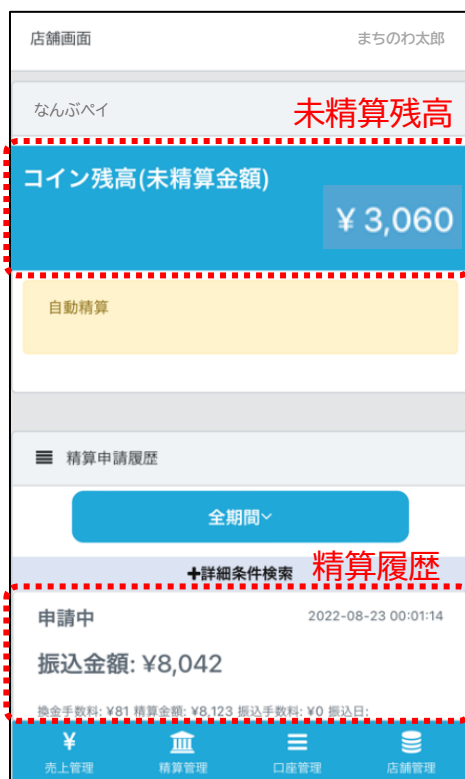 店舗画面 まちのわ太郎
なんぶペイ 未精算残高
コイン残高(未精算金額)
¥ 3,060
自動精算
精算申請履歴
全期間
+詳細条件検索 精算履歴
申請中 2022-08-23 00:01:14
振込金額: ¥8,042
換金手数料: ¥81 精算金額: ¥8,123 振込手数料: ¥0 振込日:
¥
売上管理 精算管理 口座管理 店舗管理